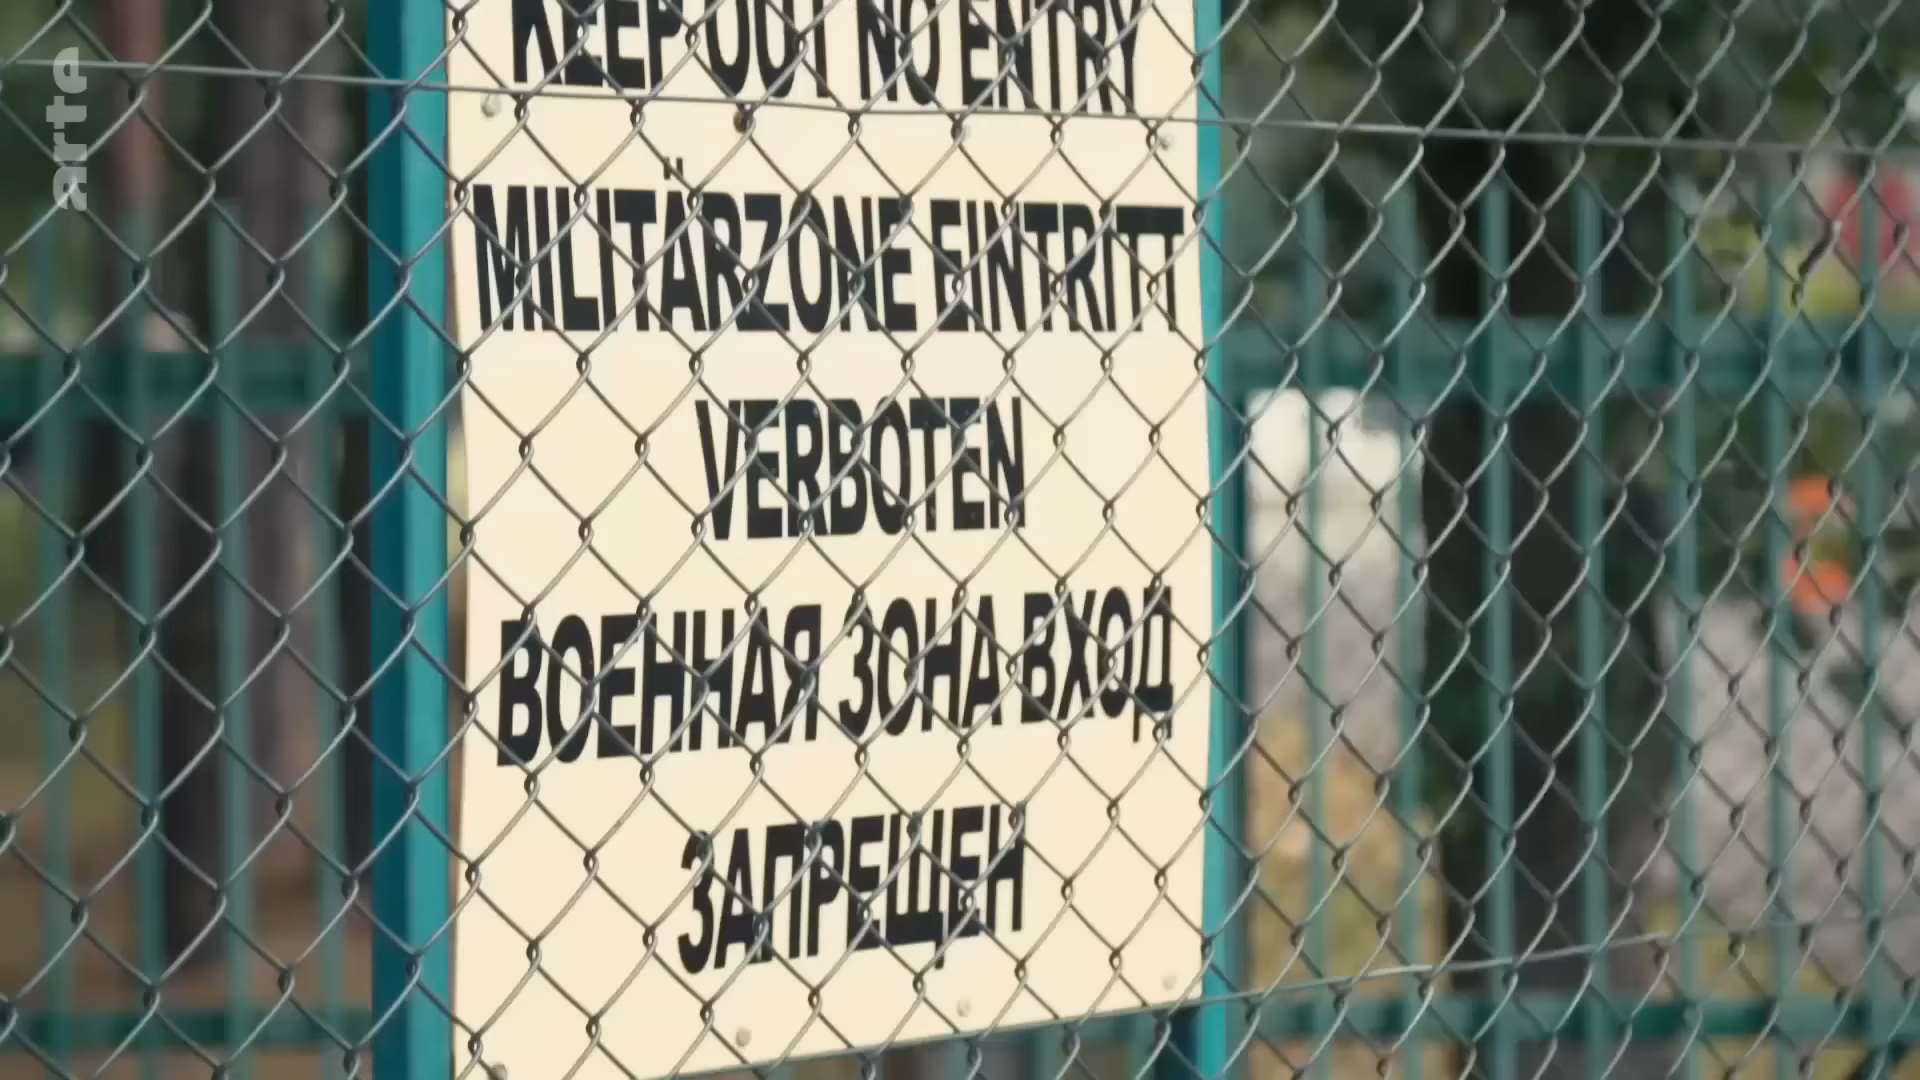 arte
KEEP OUT NO ENTRY
MILITÄRZONE EINTRITT
VERBOTEN
ВОЕННАЯ ЗОНА ВХОД
ЗАПРЕЩЕН